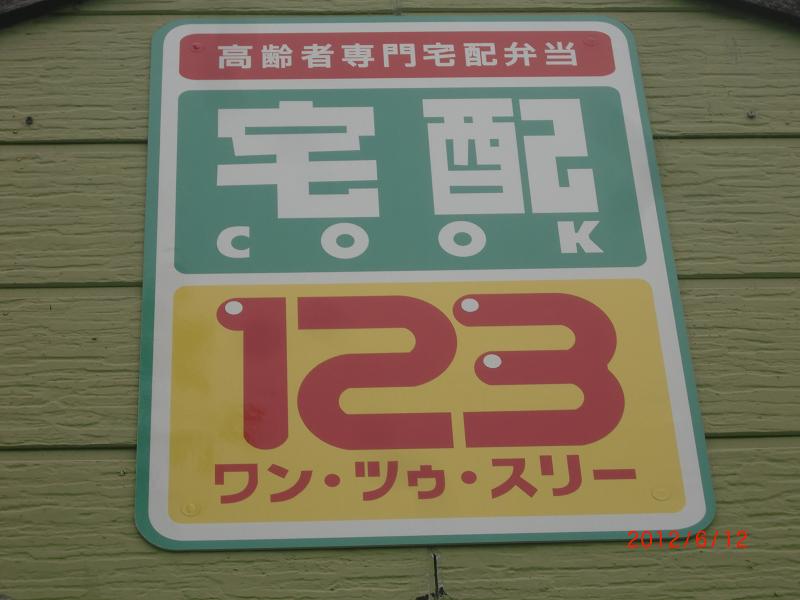 高齢者専門宅配弁当
宅配
COOK
123
ワン・ツゥ・スリー
2012/6/12